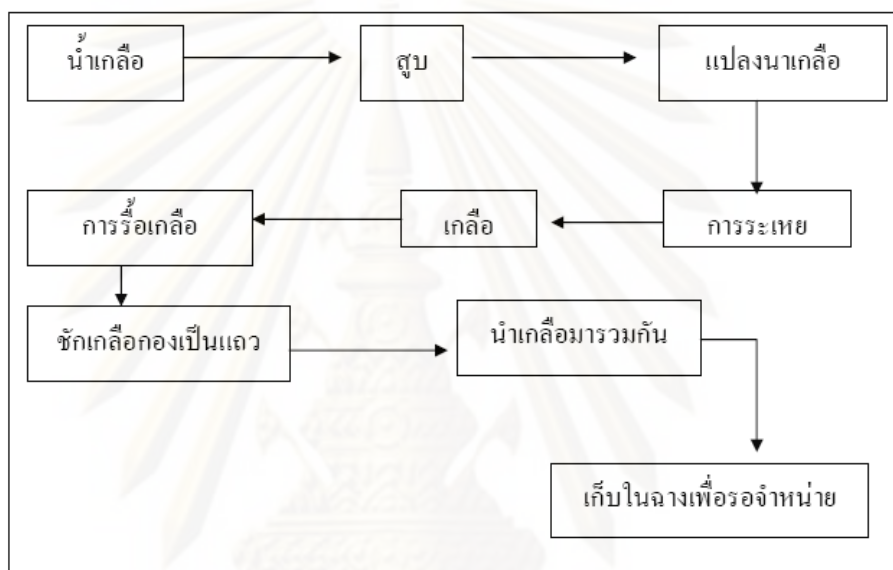 น้ำเกลือ
สูบ
แปลงนาเกลือ
การระเหย
เกลือ
การรื้อเกลือ
ชักเกลือกองเป็นแถว
นำเกลือมารวมกัน
เก็บในฉางเพื่อรอจำหน่าย